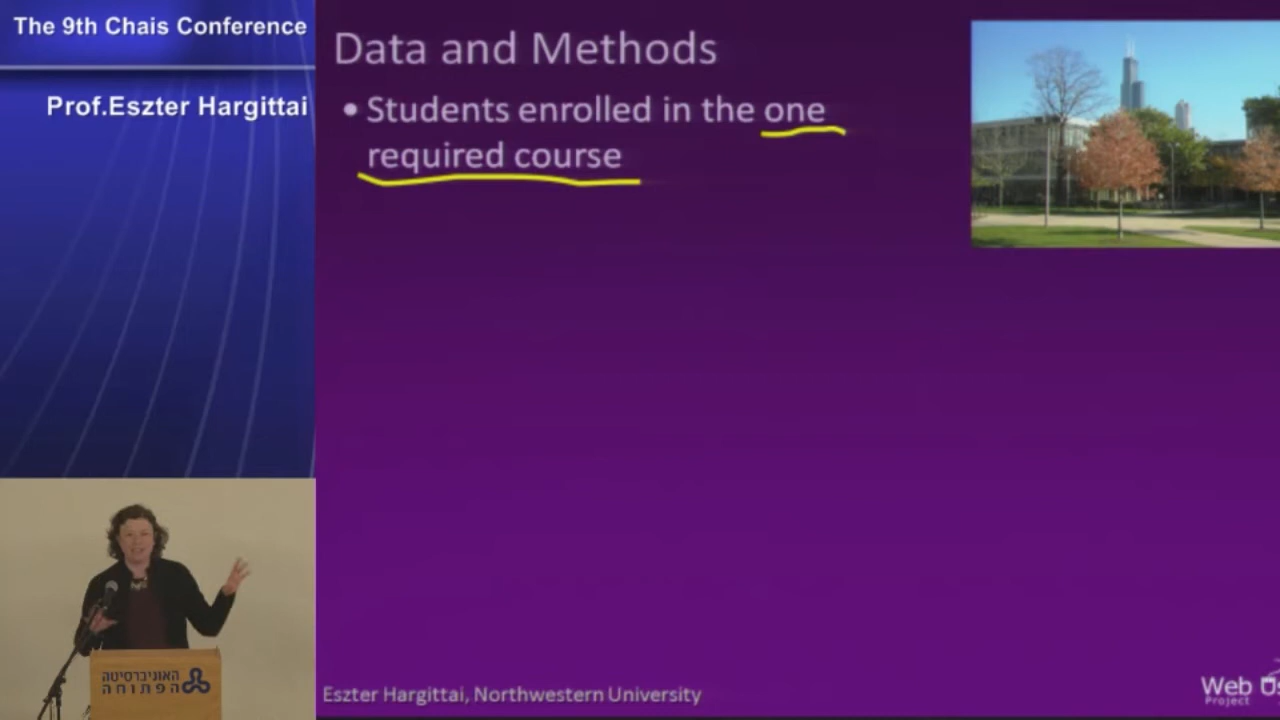 The 9th Chais Conference
Prof.Eszter Hargittai
Data and Methods
• Students enrolled in the one
required course
האוניברסיטה
הפתוחה
Eszter Hargittai, Northwestern University
Web
Project